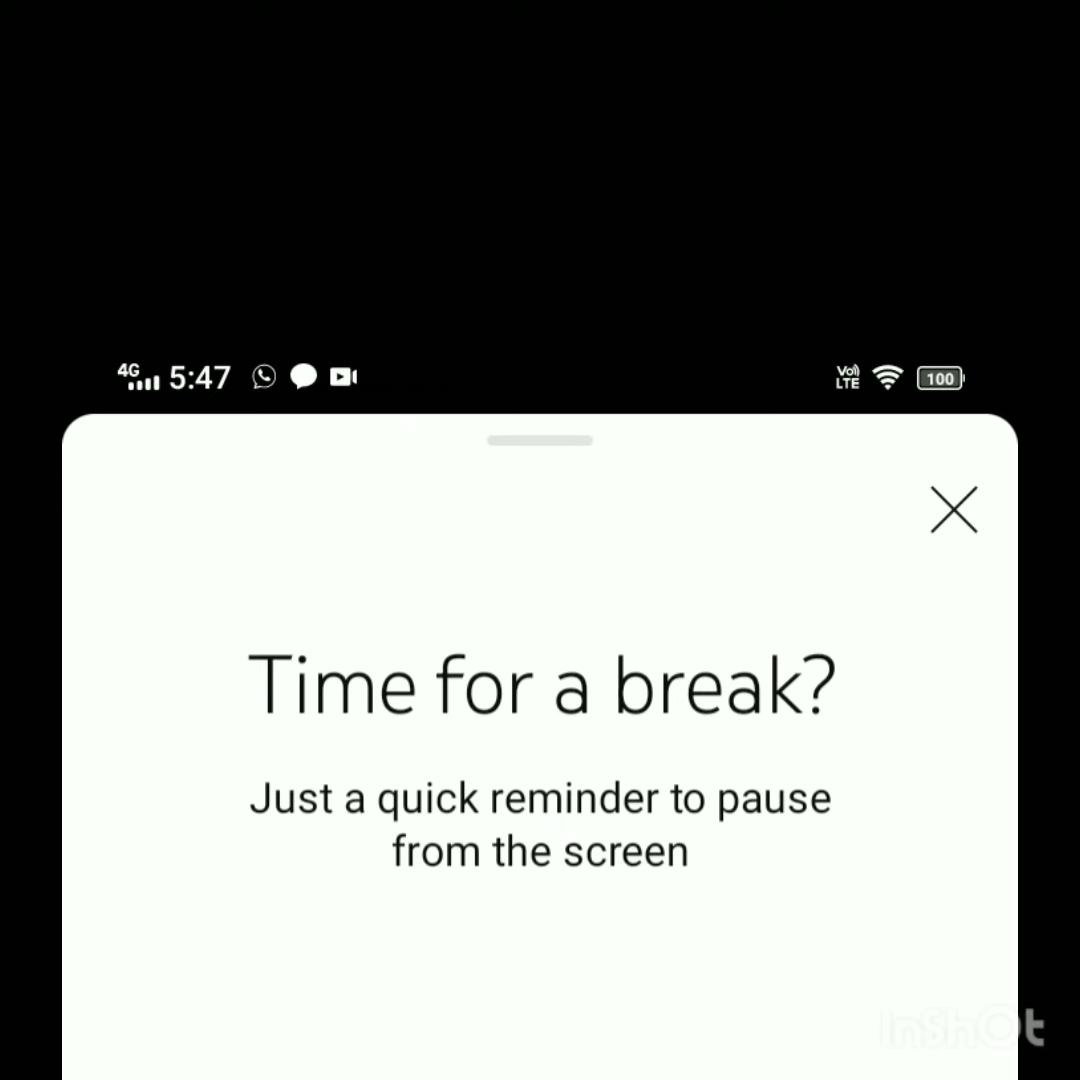 4G 5:47 Vo)) LTE 100
Time for a break?
Just a quick reminder to pause
from the screen
InShOt